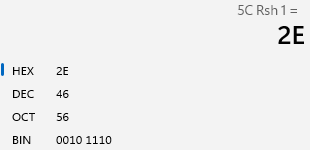 5C Rsh 1 =
2E
HEX 2E
DEC 46
OCT 56
BIN 0010 1110